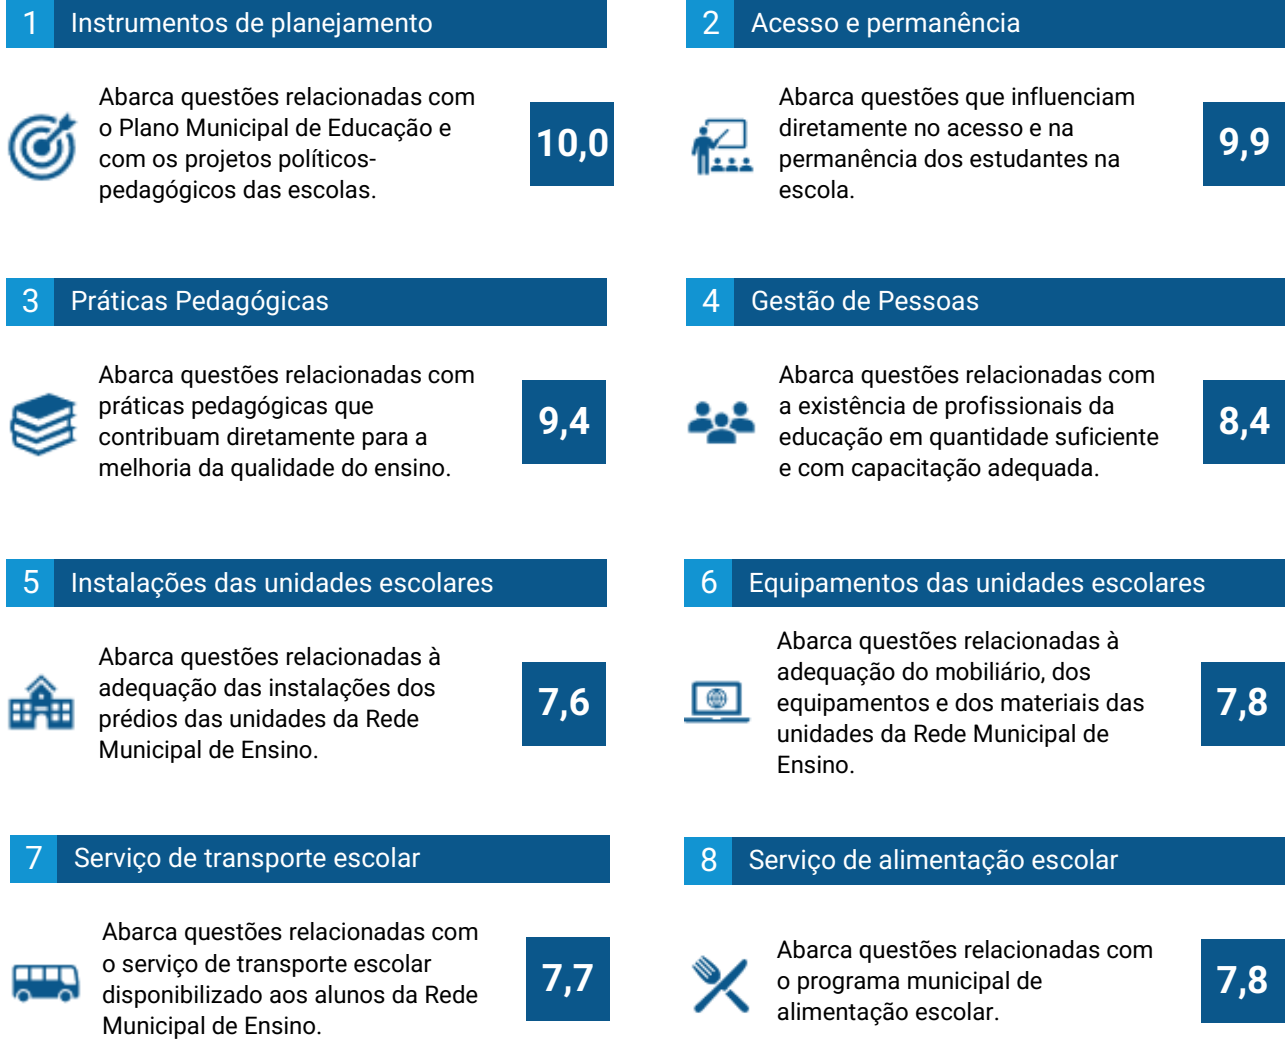 1 Instrumentos de planejamento
Abarca questões relacionadas com
o Plano Municipal de Educação e
com os projetos políticos-
pedagógicos das escolas.
10,0
2 Acesso e permanência
Abarca questões que influenciam
diretamente no acesso e na
permanência dos estudantes na
escola.
9,9
3 Práticas Pedagógicas
Abarca questões relacionadas com
práticas pedagógicas que
contribuam diretamente para a
melhoria da qualidade do ensino.
9,4
4 Gestão de Pessoas
Abarca questões relacionadas com
a existência de profissionais da
educação em quantidade suficiente
e com capacitação adequada.
8,4
5 Instalações das unidades escolares
Abarca questões relacionadas à
adequação das instalações dos
prédios das unidades da Rede
Municipal de Ensino.
7,6
6 Equipamentos das unidades escolares
Abarca questões relacionadas à
adequação do mobiliário, dos
equipamentos e dos materiais das
unidades da Rede Municipal de
Ensino.
7,8
7 Serviço de transporte escolar
Abarca questões relacionadas com
o serviço de transporte escolar
disponibilizado aos alunos da Rede
Municipal de Ensino.
7,7
8 Serviço de alimentação escolar
Abarca questões relacionadas com
o programa municipal de
alimentação escolar.
7,8